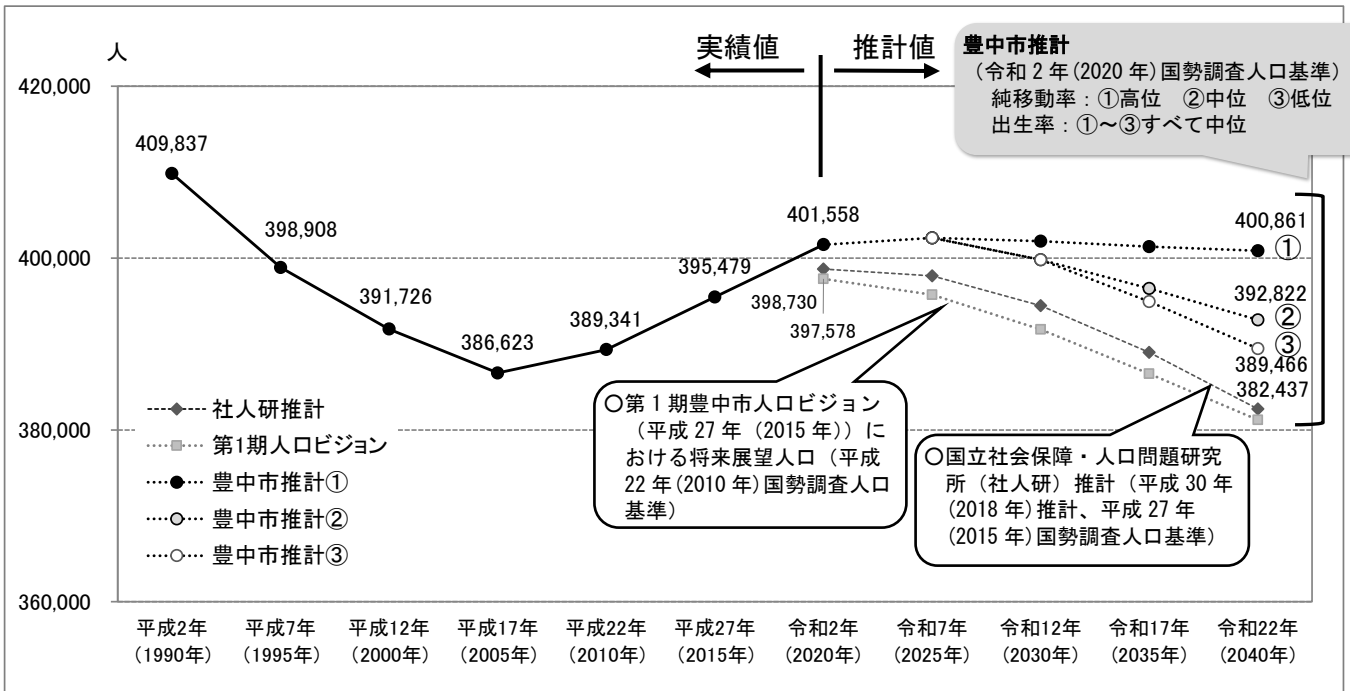 人
実績値
推計値
豊中市推計
（令和２年(2020 年)国勢調査人口基準）
純移動率：①高位　②中位　③低位
出生率：①～③すべて中位
420,000
400,000
380,000
360,000
409,837
398,908
391,726
386,623
389,341
395,479
401,558
398,730
397,578
400,861
①
392,822
②
③
389,466
382,437
社人研推計
第1期人口ビジョン
豊中市推計①
豊中市推計②
豊中市推計③
○第１期豊中市人口ビジョン
（平成 27 年（2015 年））に
おける将来展望人口（平成
22 年(2010 年)国勢調査人口
基準）
○国立社会保障・人口問題研究
所（社人研）推計（平成 30 年
(2018 年)推計、平成 27 年
(2015 年)国勢調査人口基準）
平成2年
（1990年）
平成7年
（1995年）
平成12年
（2000年）
平成17年
（2005年）
平成22年
（2010年）
平成27年
（2015年）
令和2年
（2020年）
令和7年
（2025年）
令和12年
（2030年）
令和17年
（2035年）
令和22年
（2040年）